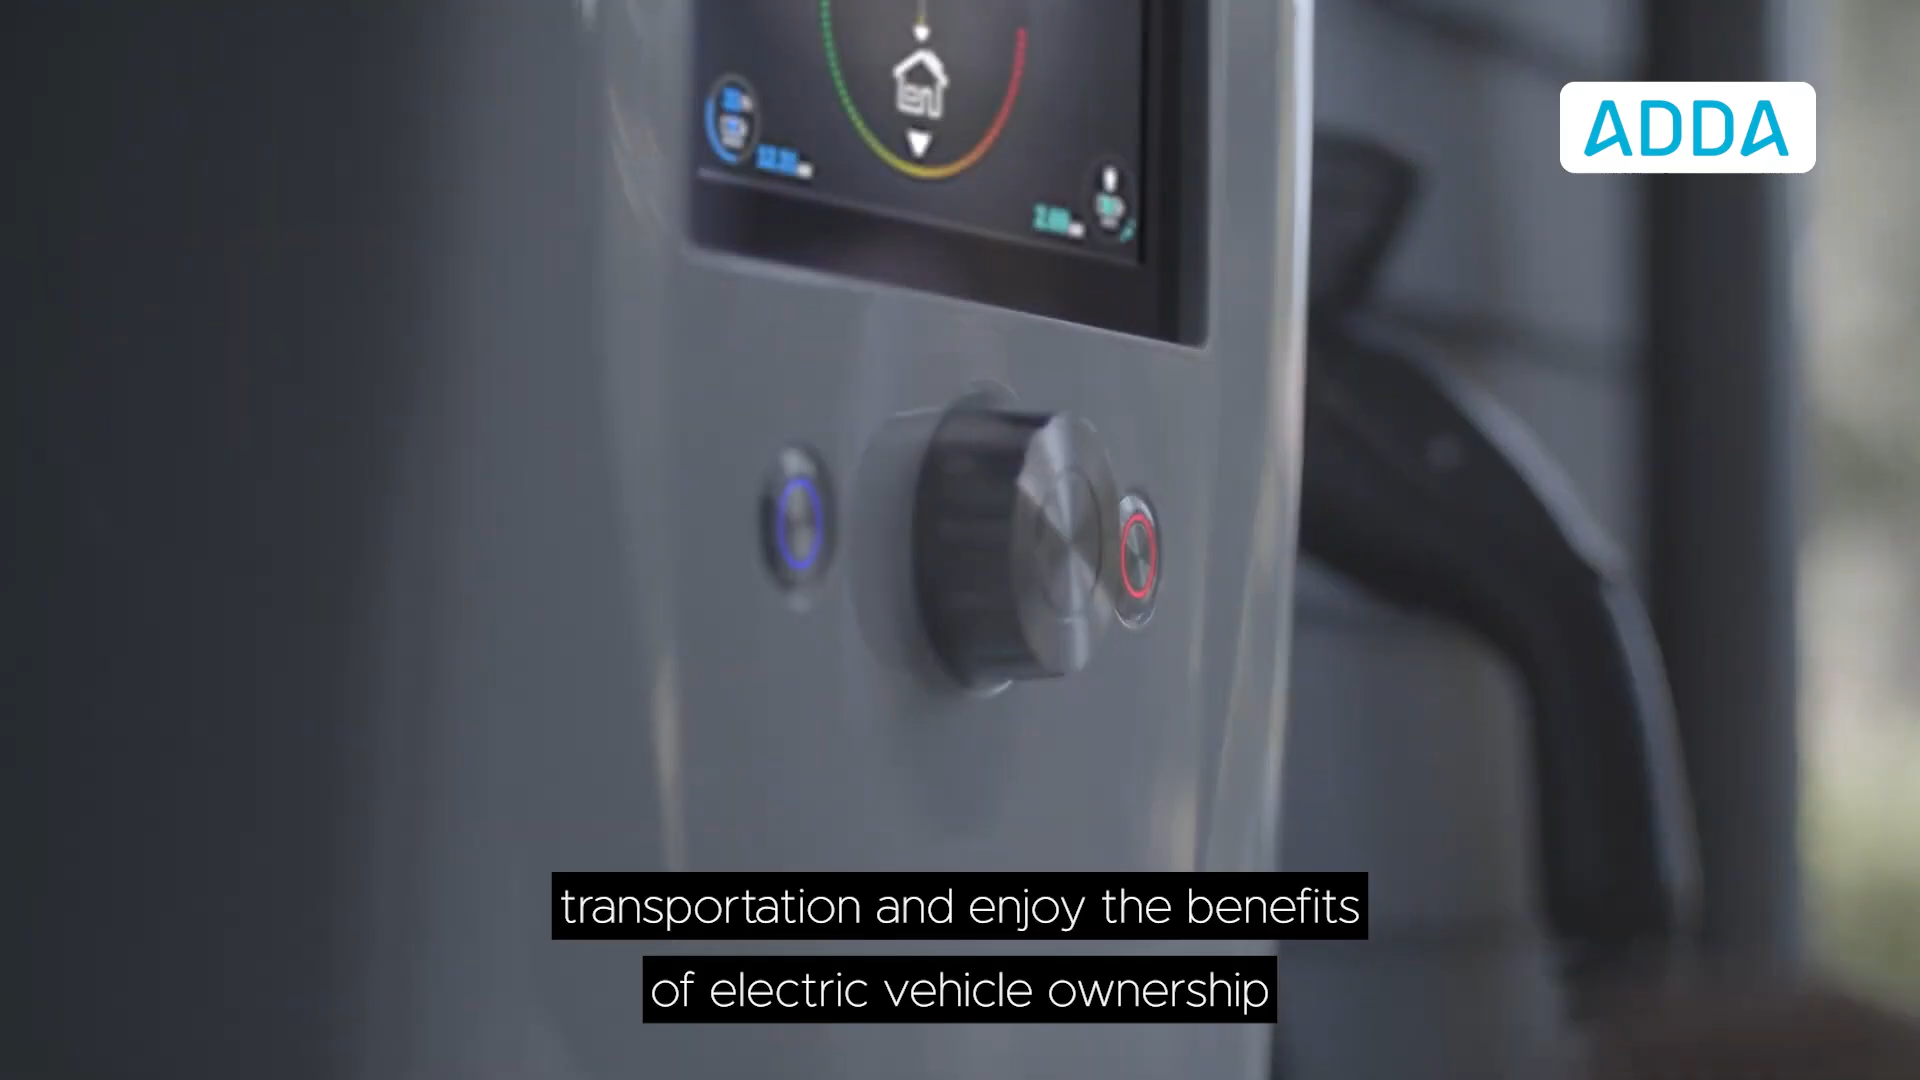 ADDA
transportation and enjoy the benefits
of electric vehicle ownership